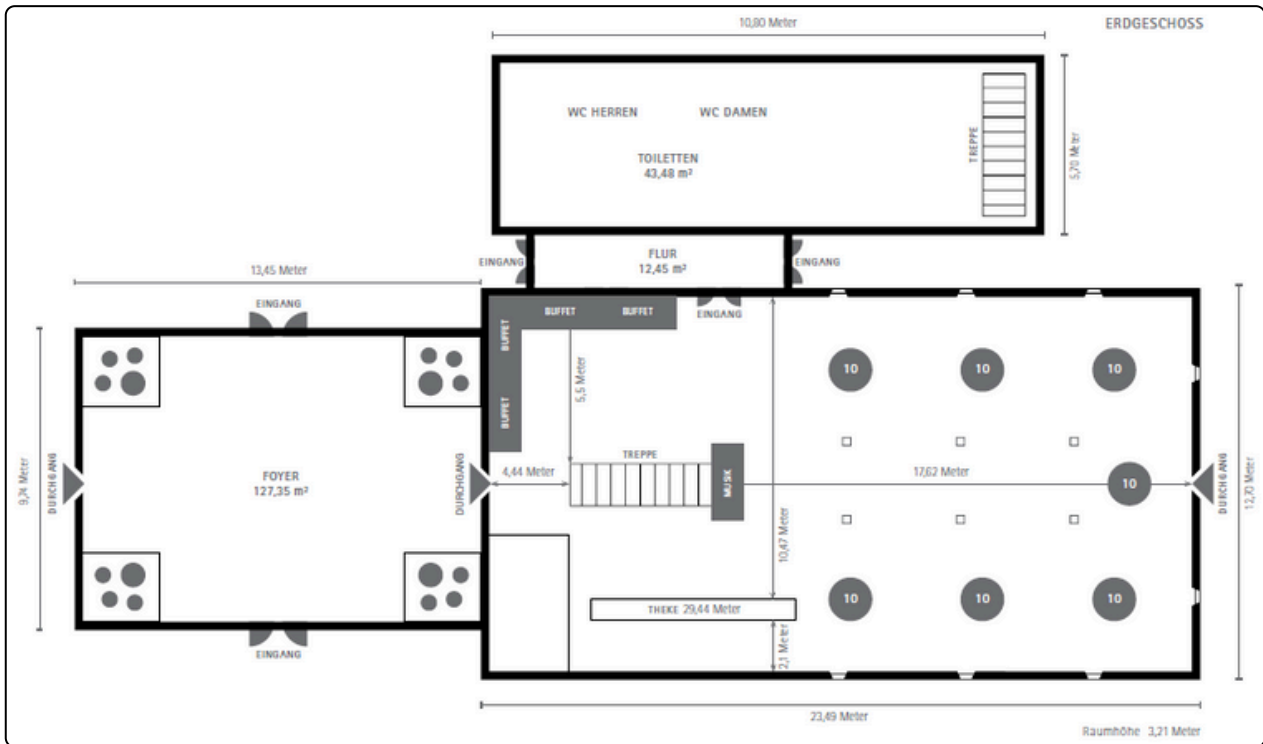 10,80 Meter
ERDGESCHOSS
WC HERREN
WC DAMEN
TREPPE
5,70 Meter
TOILETTEN
43,48 m²
EINGANG
FLUR
12,45 m²
EINGANG
13,45 Meter
EINGANG
BUFFET
BUFFET
EINGANG
BUFFET
BUFFET
5,5 Meter
10
10
10
9,74 Meter
DURCHGANG
FOYER
127,35 m²
DURCHGANG
4,44 Meter
TREPPE
MUSIK
17,62 Meter
10
DURCHGANG
12,70 Meter
10,47 Meter
THEKE 29,44 Meter
10
10
10
2,1 Meter
EINGANG
23,49 Meter
Raumhöhe 3,21 Meter